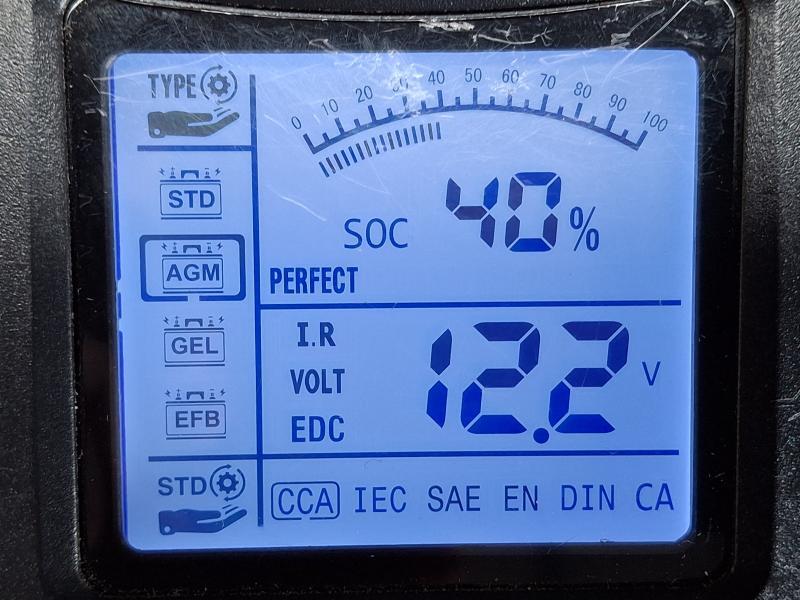 TYPE
0 10 20 30 40 50 60 70 80 90 100
STD
SOC 40%
AGM
PERFECT
GEL
I.R
VOLT
12.2 V
EFB
EDC
STD
CCA IEC SAE EN DIN CA